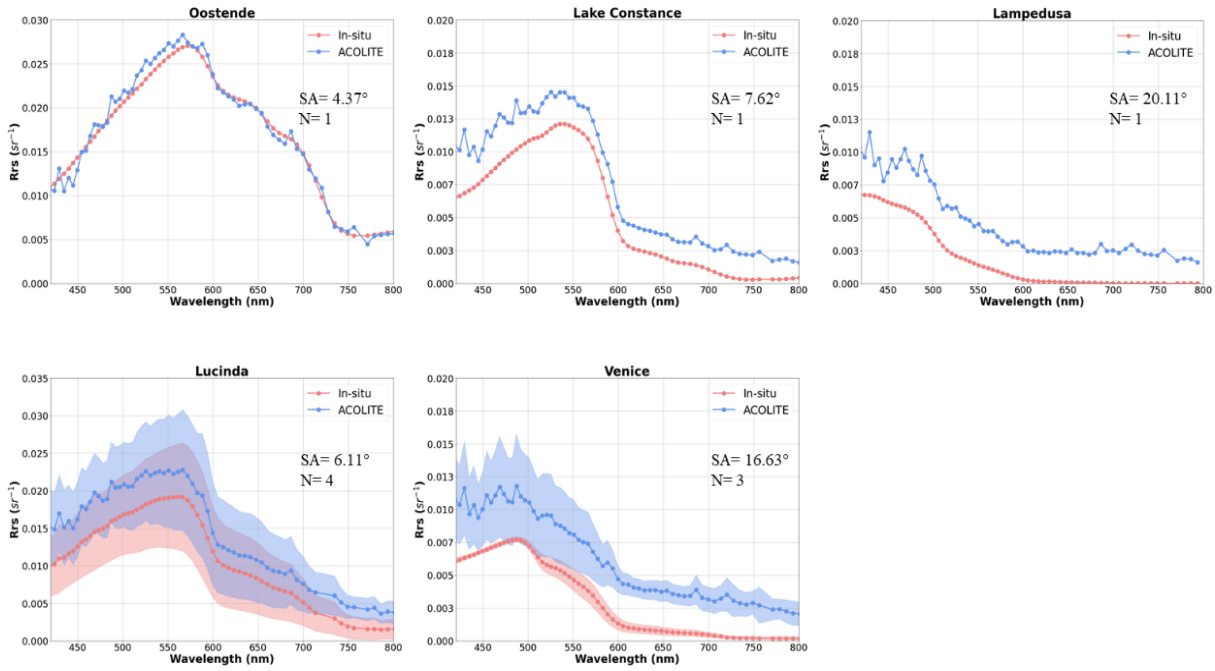 Oostende
0.030
0.025
0.020
0.015
0.010
0.005
0.000
Rrs (sr⁻¹)
450 500 550 600 650 700 750 800
Wavelength (nm)
In-situ
ACOLITE
SA= 4.37°
N= 1
Lake Constance
0.020
0.018
0.015
0.013
0.010
0.007
0.005
0.003
0.000
Rrs (sr⁻¹)
450 500 550 600 650 700 750 800
Wavelength (nm)
In-situ
ACOLITE
SA= 7.62°
N= 1
Lampedusa
0.020
0.018
0.015
0.013
0.010
0.007
0.005
0.003
0.000
Rrs (sr⁻¹)
450 500 550 600 650 700 750 800
Wavelength (nm)
In-situ
ACOLITE
SA= 20.11°
N= 1
Lucinda
0.035
0.030
0.025
0.020
0.015
0.010
0.005
0.000
Rrs (sr⁻¹)
450 500 550 600 650 700 750 800
Wavelength (nm)
In-situ
ACOLITE
SA= 6.11°
N= 4
Venice
0.020
0.018
0.015
0.013
0.010
0.007
0.005
0.003
0.000
Rrs (sr⁻¹)
450 500 550 600 650 700 750 800
Wavelength (nm)
In-situ
ACOLITE
SA= 16.63°
N= 3